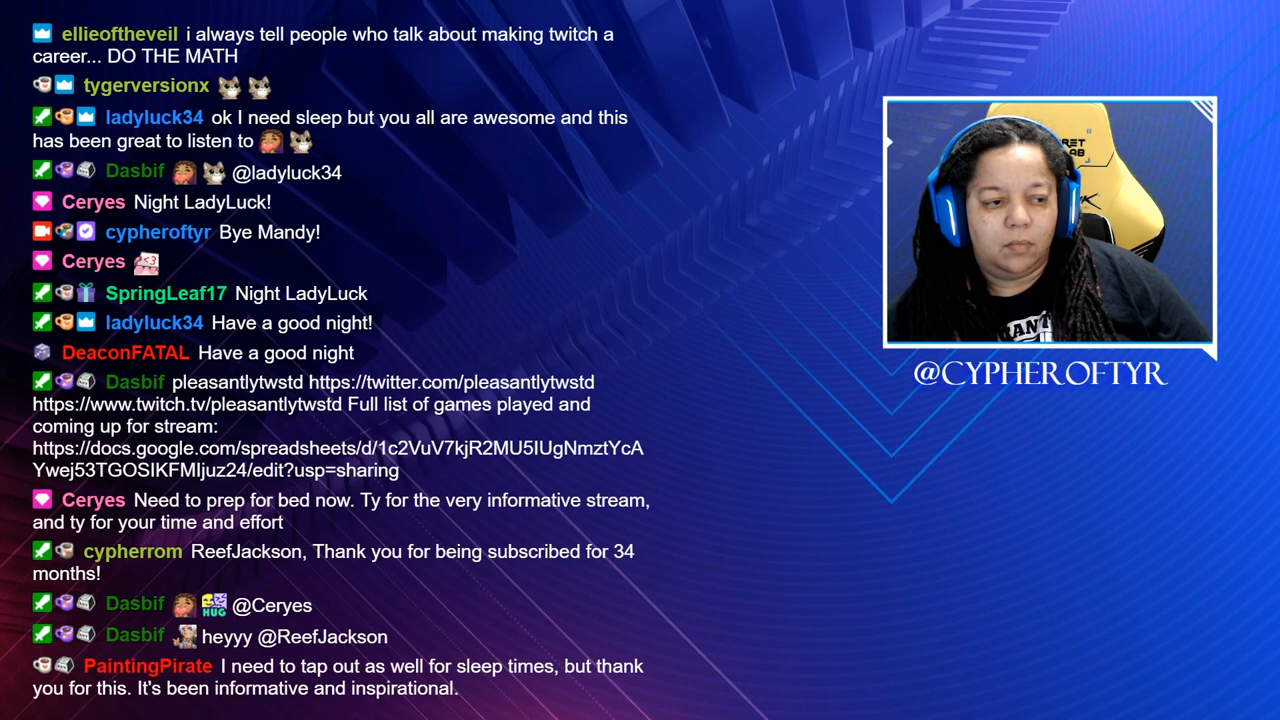 ellieoftheveil i always tell people who talk about making twitch a
career... DO THE MATH
tygerversionx
ladyluck34 ok I need sleep but you all are awesome and this
has been great to listen to
Dasbif @ladyluck34
Ceryes Night LadyLuck!
cypheroftyr Bye Mandy!
Ceryes <3
SpringLeaf17 Night LadyLuck
ladyluck34 Have a good night!
DeaconFATAL Have a good night
Dasbif pleasantlytwstd https://twitter.com/pleasantlytwstd
https://www.twitch.tv/pleasantlytwstd Full list of games played and
coming up for stream:
https://docs.google.com/spreadsheets/d/1c2VuV7kjR2MU5IUgNmztYcA
Ywej53TGOSIKFMIjuz24/edit?usp=sharing
Ceryes Need to prep for bed now. Ty for the very informative stream,
and ty for your time and effort
cypherrom ReefJackson, Thank you for being subscribed for 34
months!
Dasbif HUG @Ceryes
Dasbif heyyy @ReefJackson
PaintingPirate I need to tap out as well for sleep times, but thank
you for this. It's been informative and inspirational.
@CYPHEROFTYR